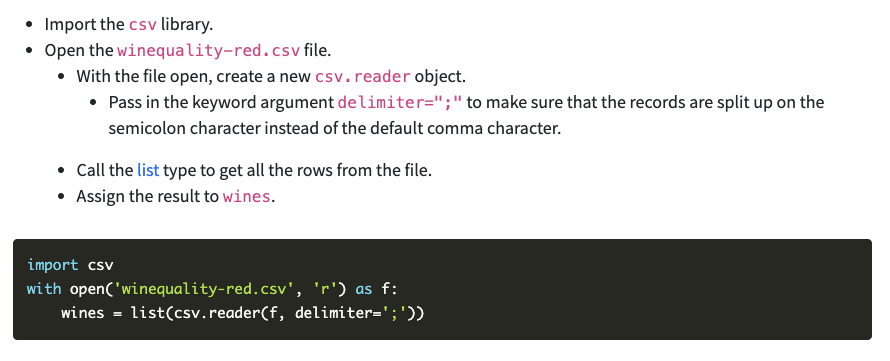 Import the csv library.
Open the winequality-red.csv file.
With the file open, create a new csv.reader object.
Pass in the keyword argument delimiter=";" to make sure that the records are split up on the
semicolon character instead of the default comma character.
Call the list type to get all the rows from the file.
Assign the result to wines.
import csv
with open('winequality-red.csv', 'r') as f:
    wines = list(csv.reader(f, delimiter=';'))